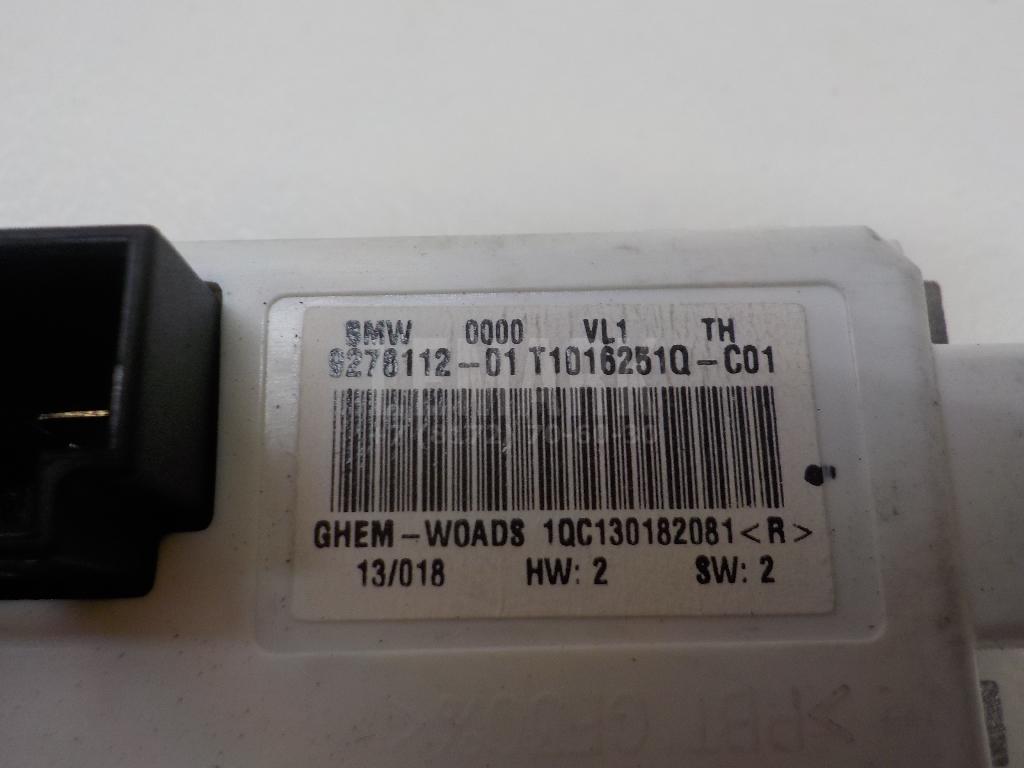 BMW 0000 VL1 TH
9278112-01 T1016251Q-C01
GHEM-WOADS 1QC130182081<R>
13/018 HW: 2 SW: 2